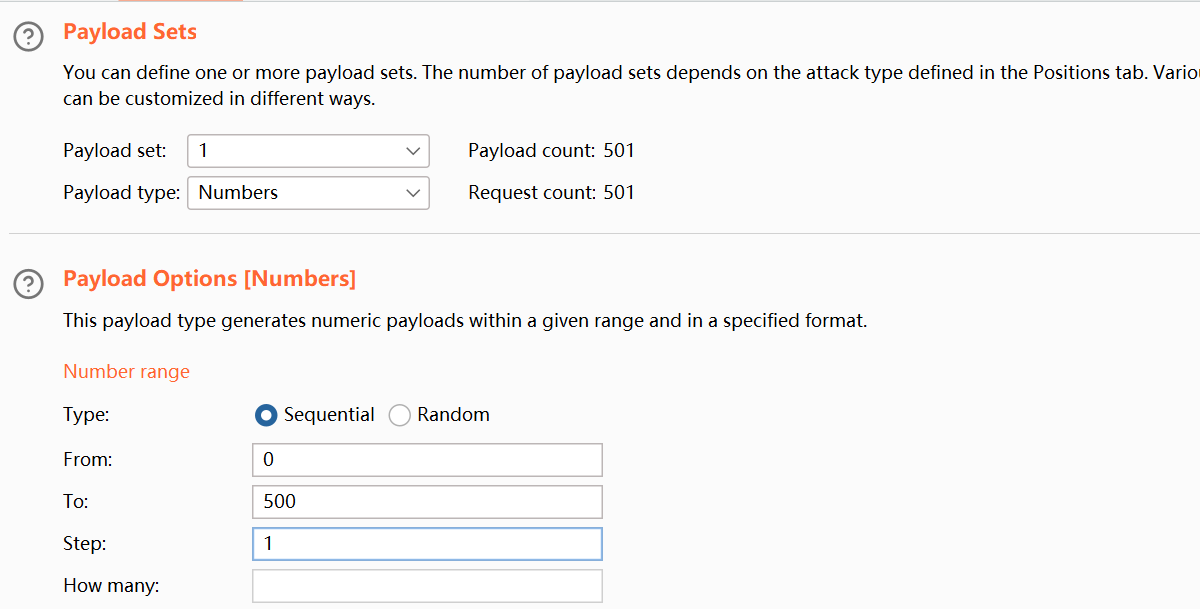 Payload Sets
You can define one or more payload sets. The number of payload sets depends on the attack type defined in the Positions tab.
can be customized in different ways.
Payload set: 1 Payload count: 501
Payload type: Numbers Request count: 501
Payload Options [Numbers]
This payload type generates numeric payloads within a given range and in a specified format.
Number range
Type: Sequential Random
From: 0
To: 500
Step: 1
How many: